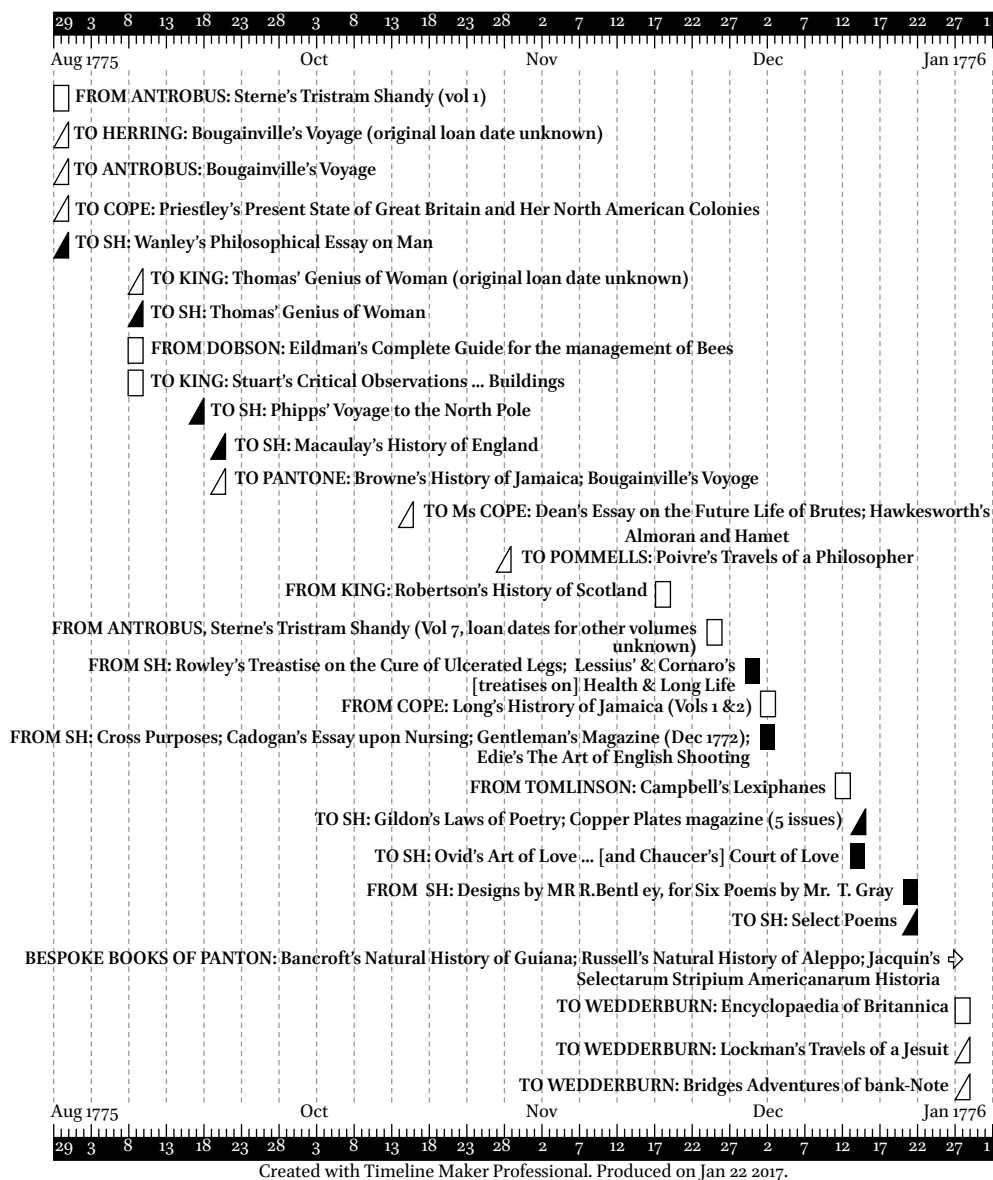 29 3 8 13 18 23 28 3 8 13 18 23 28 2 7 12 17 22 27 2 7 12 17 22 27 1
Aug 1775 Oct Nov Dec Jan 1776
FROM ANTROBUS: Sterne's Tristram Shandy (vol 1)
TO HERRING: Bougainville's Voyage (original loan date unknown)
TO ANTROBUS: Bougainville's Voyage
TO COPE: Priestley's Present State of Great Britain and Her North American Colonies
TO SH: Wanley's Philosophical Essay on Man
TO KING: Thomas' Genius of Woman (original loan date unknown)
TO SH: Thomas' Genius of Woman
FROM DOBSON: Eildman's Complete Guide for the management of Bees
TO KING: Stuart's Critical Observations ... Buildings
TO SH: Phipps' Voyage to the North Pole
TO SH: Macaulay's History of England
TO PANTONE: Browne's History of Jamaica; Bougainville's Voyoge
TO Ms COPE: Dean's Essay on the Future Life of Brutes; Hawkesworth's
Almoran and Hamet
TO POMMELLS: Poivre's Travels of a Philosopher
FROM KING: Robertson's History of Scotland
FROM ANTROBUS, Sterne's Tristram Shandy (Vol 7, loan dates for other volumes
unknown)
FROM SH: Rowley's Treastise on the Cure of Ulcerated Legs; Lessius' & Cornaro's
[treatises on] Health & Long Life
FROM COPE: Long's Histrory of Jamaica (Vols 1 &2)
FROM SH: Cross Purposes; Cadogan's Essay upon Nursing; Gentleman's Magazine (Dec 1772);
Edie's The Art of English Shooting
FROM TOMLINSON: Campbell's Lexiphanes
TO SH: Gildon's Laws of Poetry; Copper Plates magazine (5 issues)
TO SH: Ovid's Art of Love ... [and Chaucer's] Court of Love
FROM SH: Designs by MR R.Bentl ey, for Six Poems by Mr. T. Gray
TO SH: Select Poems
BESPOKE BOOKS OF PANTON: Bancroft's Natural History of Guiana; Russell's Natural History of Aleppo; Jacquin's
Selectarum Stripium Americanarum Historia
TO WEDDERBURN: Encyclopaedia of Britannica
TO WEDDERBURN: Lockman's Travels of a Jesuit
TO WEDDERBURN: Bridges Adventures of bank-Note
Aug 1775 Oct Nov Dec Jan 1776
29 3 8 13 18 23 28 3 8 13 18 23 28 2 7 12 17 22 27 2 7 12 17 22 27 1
Created with Timeline Maker Professional. Produced on Jan 22 2017.